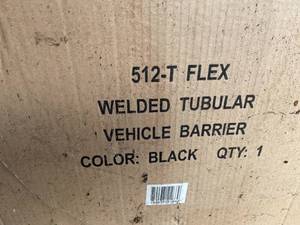 512-T FLEX
WELDED TUBULAR
VEHICLE BARRIER
COLOR: BLACK QTY: 1